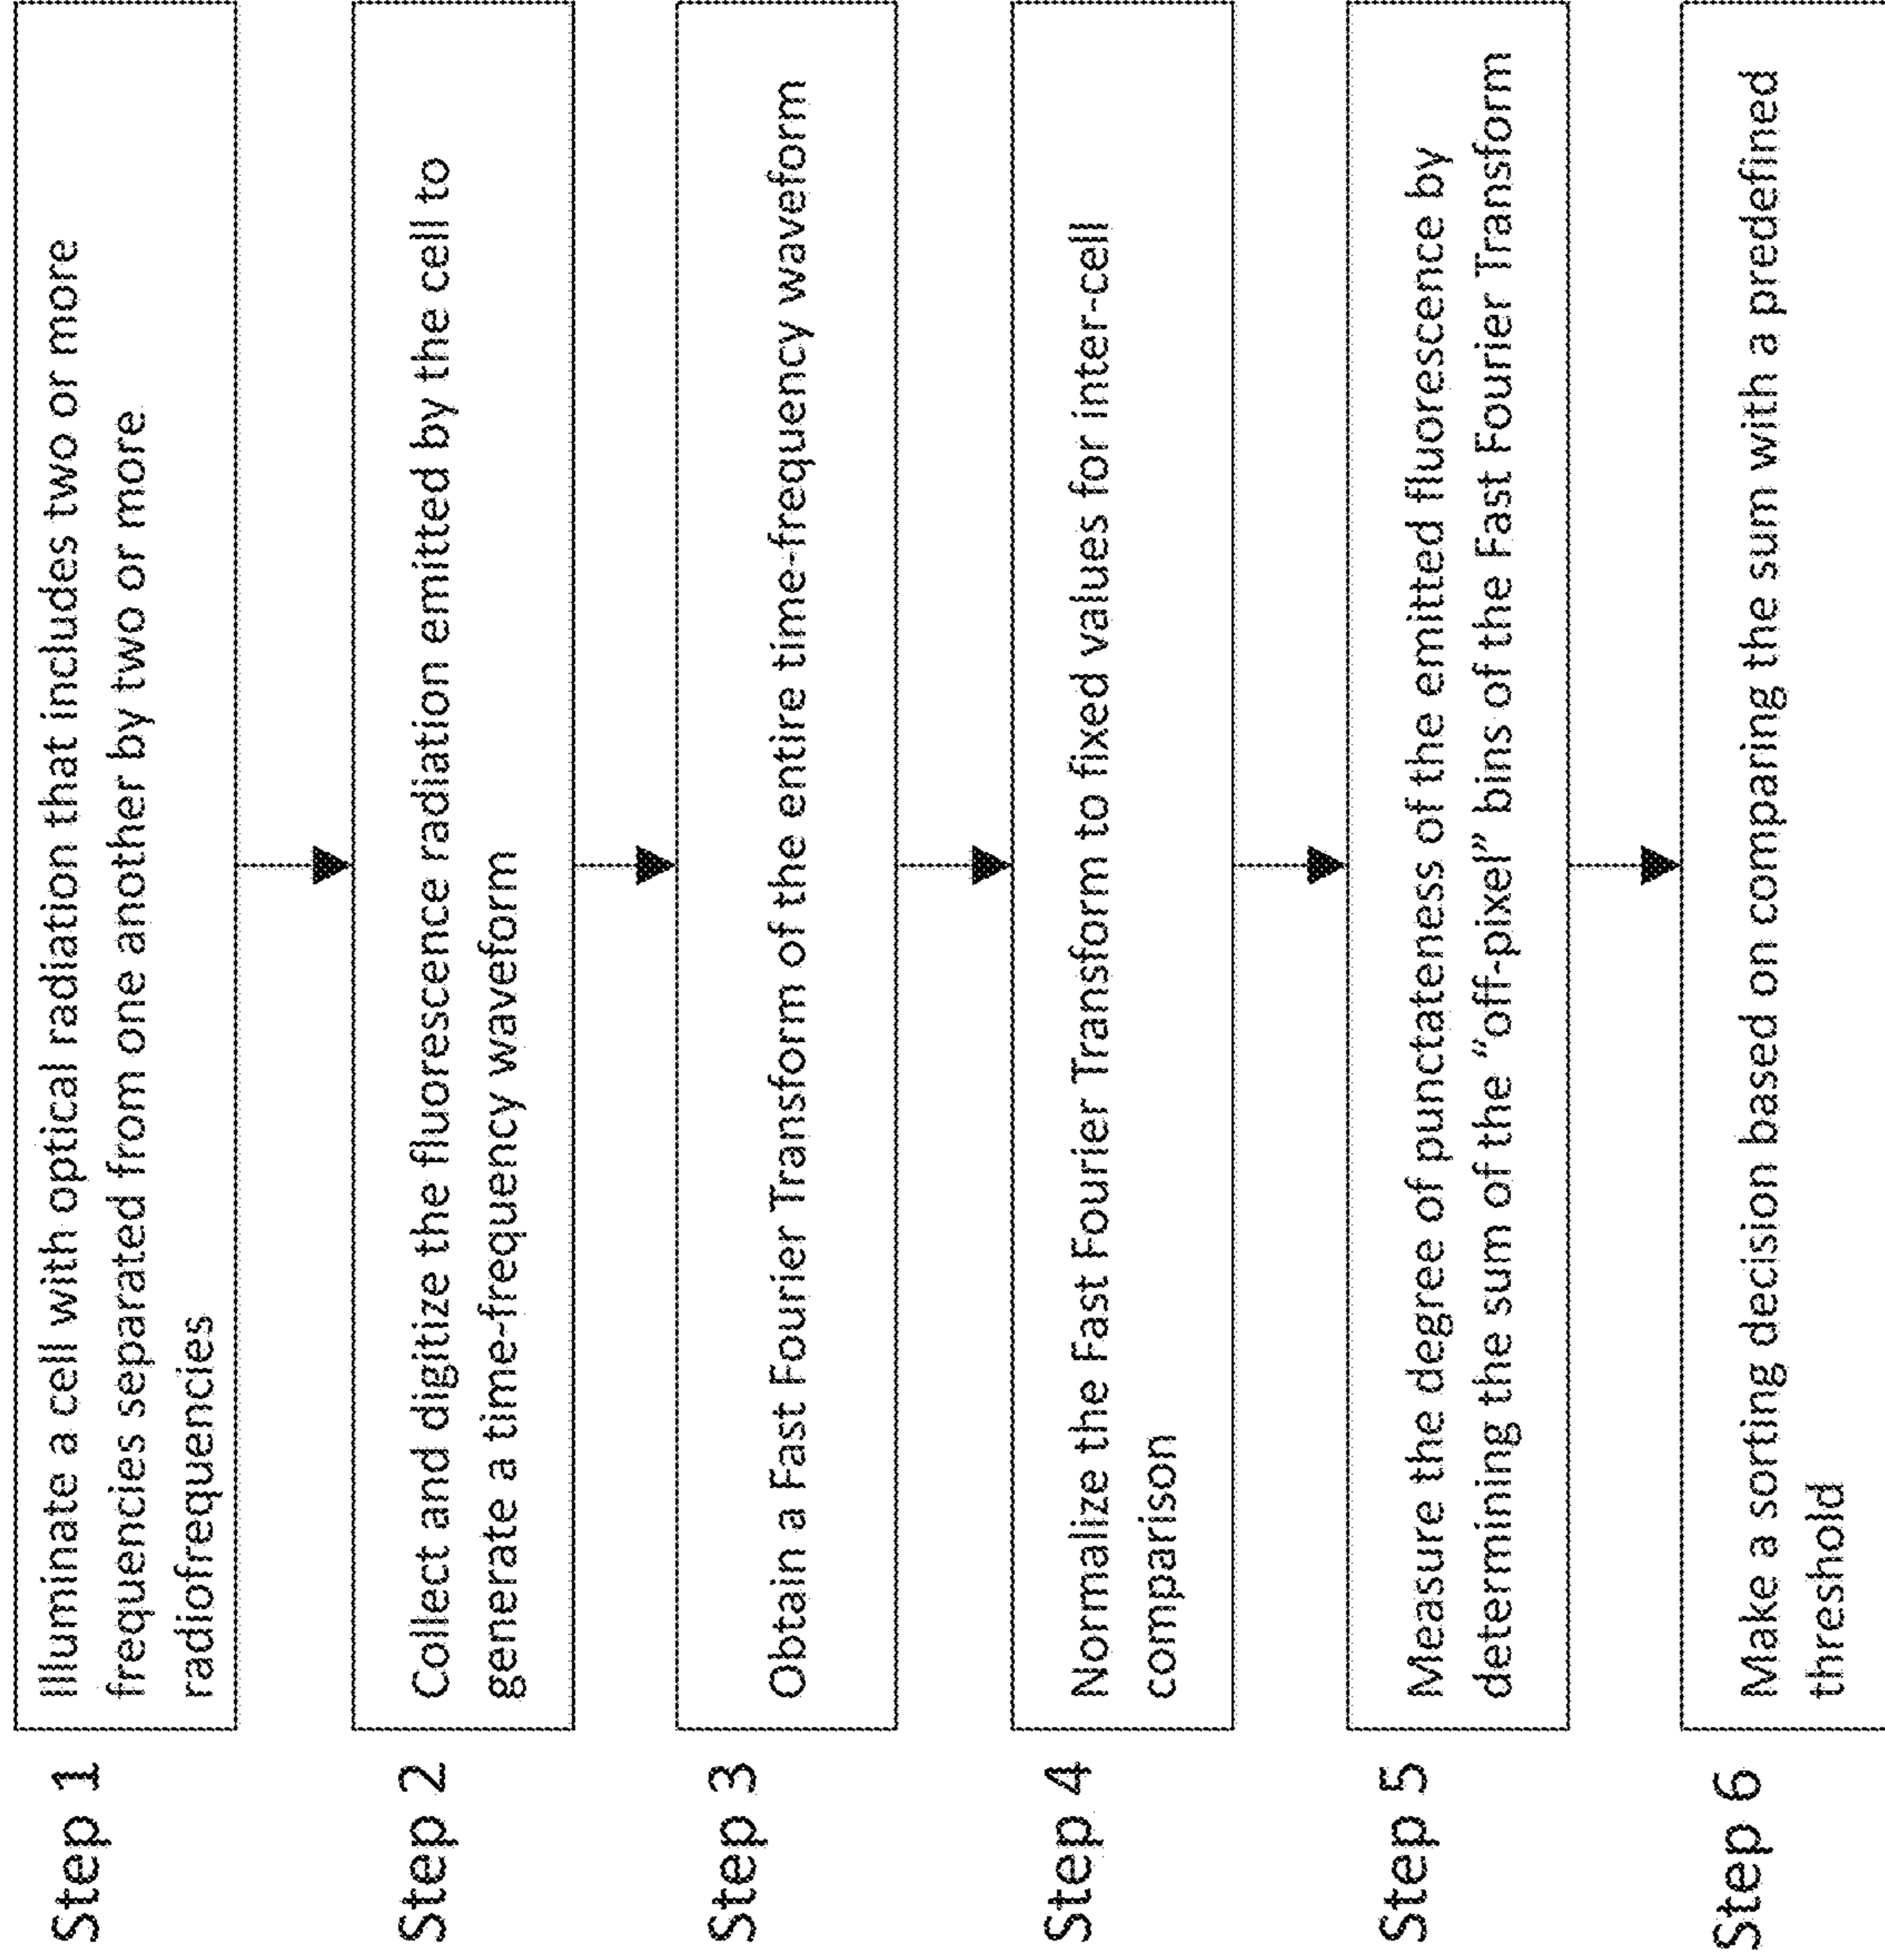 Step 1
Illuminate a cell with optical radiation that includes two or more
frequencies separated from one another by two or more
radiofrequencies
Step 2
Collect and digitize the fluorescence radiation emitted by the cell to
generate a time-frequency waveform
Step 3
Obtain a Fast Fourier Transform of the entire time-frequency waveform
Step 4
Normalize the Fast Fourier Transform to fixed values for inter-cell
comparison
Step 5
Measure the degree of punctateness of the emitted fluorescence by
determining the sum of the “off-pixel” bins of the Fast Fourier Transform
Step 6
Make a sorting decision based on comparing the sum with a predefined
threshold